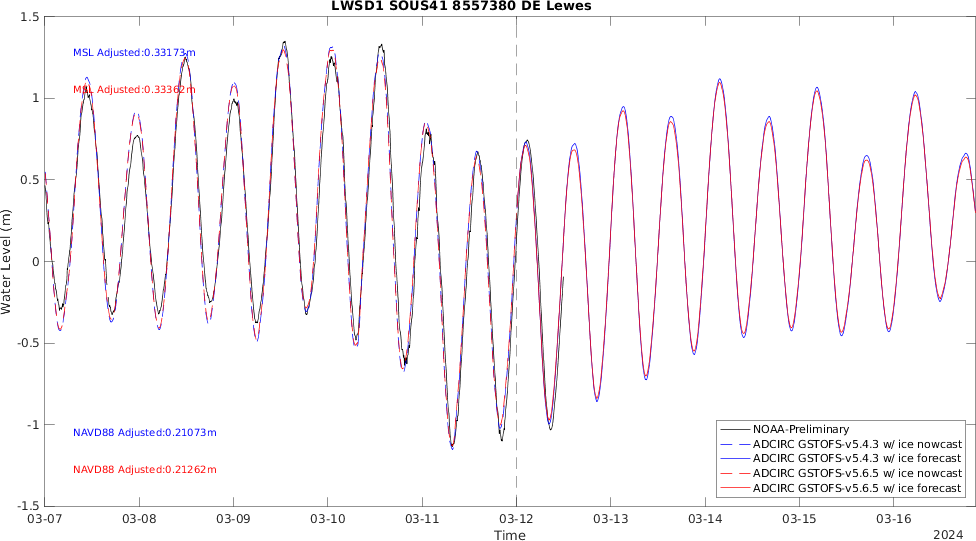 LWSD1 SOUS41 8557380 DE Lewes
1.5
1
0.5
0
-0.5
-1
-1.5
Water Level (m)
MSL Adjusted:0.33173m
MSL Adjusted:0.33362m
NAVD88 Adjusted:0.21073m
NAVD88 Adjusted:0.21262m
NOAA-Preliminary
ADCIRC GSTOFS-v5.4.3 w/ ice nowcast
ADCIRC GSTOFS-v5.4.3 w/ ice forecast
ADCIRC GSTOFS-v5.6.5 w/ ice nowcast
ADCIRC GSTOFS-v5.6.5 w/ ice forecast
03-07 03-08 03-09 03-10 03-11 03-12 03-13 03-14 03-15 03-16
Time
2024